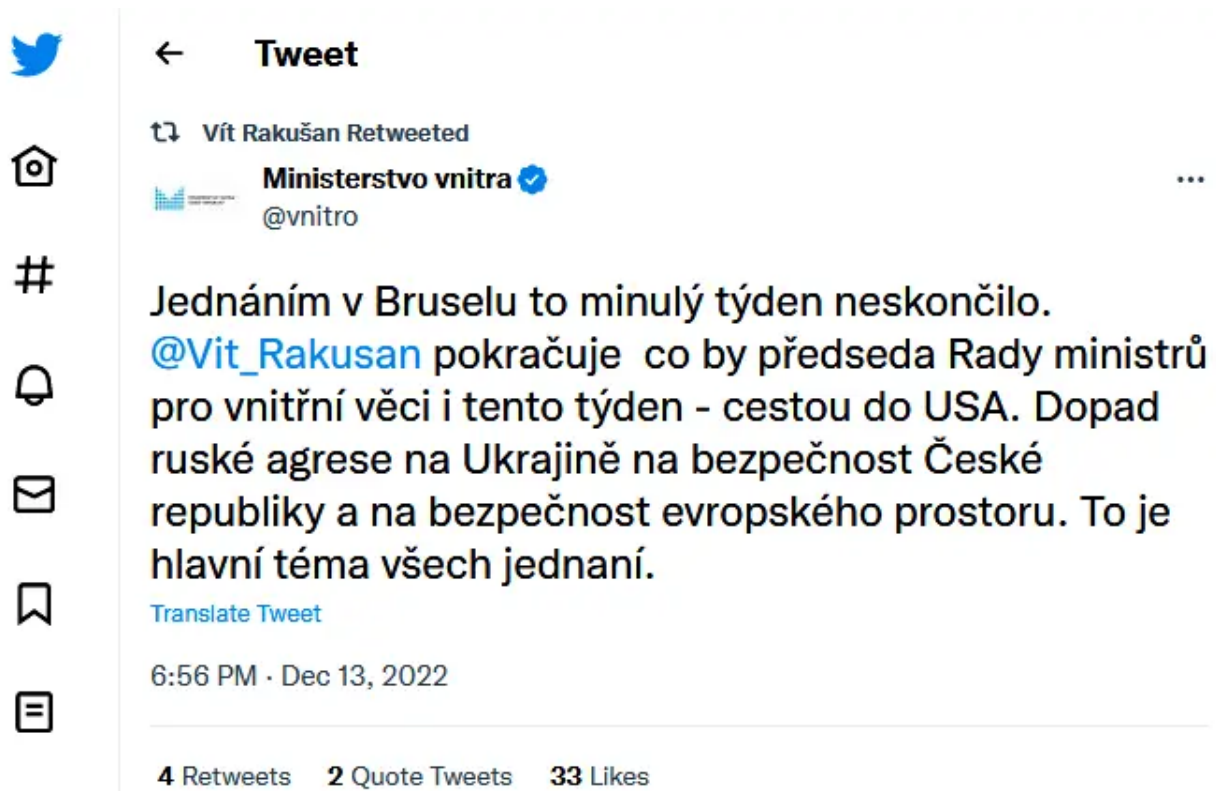 Tweet
Vít Rakušan Retweeted
Ministerstvo vnitra
@vnitro
Jednáním v Bruselu to minulý týden neskončilo.
@Vit_Rakusan pokračuje co by předseda Rady ministrů
pro vnitřní věci i tento týden - cestou do USA. Dopad
ruské agrese na Ukrajině na bezpečnost České
republiky a na bezpečnost evropského prostoru. To je
hlavní téma všech jednaní.
Translate Tweet
6:56 PM · Dec 13, 2022
4 Retweets 2 Quote Tweets 33 Likes